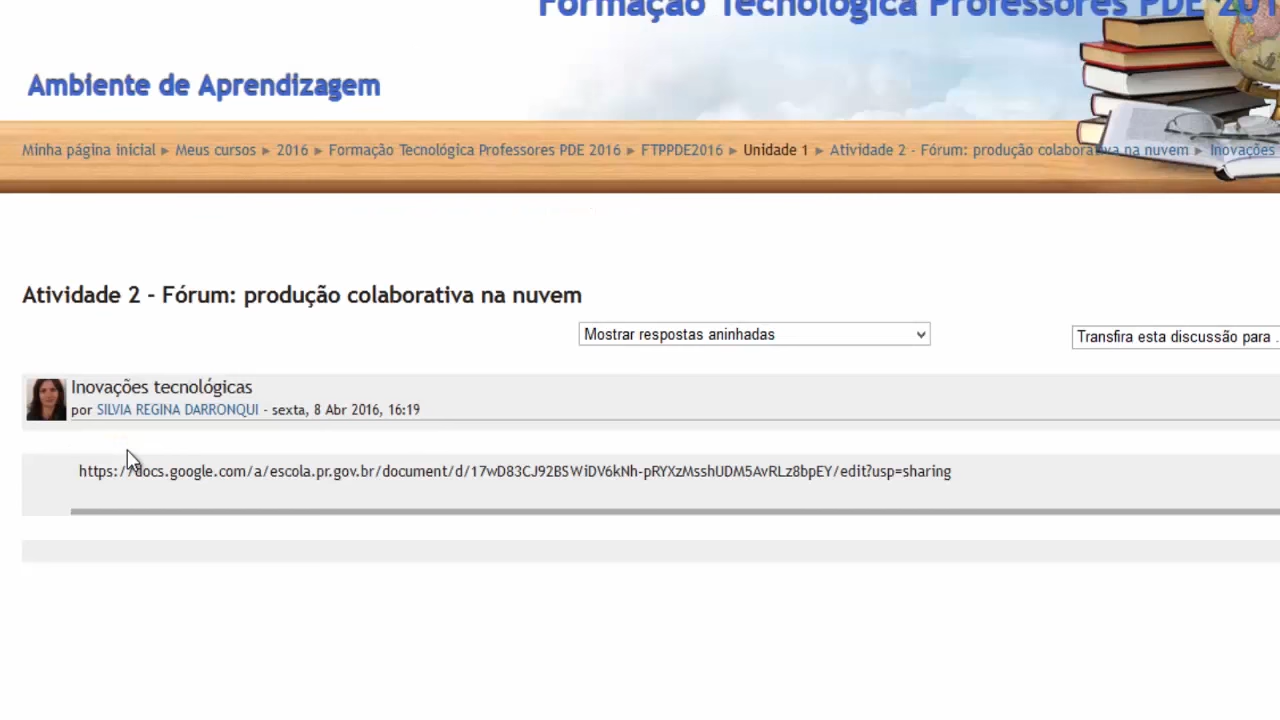 Formação Tecnológica Professores PDE 201
Ambiente de Aprendizagem
Minha página inicial ► Meus cursos ► 2016 ► Formação Tecnológica Professores PDE 2016 ► FTPPDE2016 ► Unidade 1 ► Atividade 2 - Fórum: produção colaborativa na nuvem ► Inovações
Atividade 2 - Fórum: produção colaborativa na nuvem
Mostrar respostas aninhadas
Transfira esta discussão para .
Inovações tecnológicas
por SILVIA REGINA DARRONQUI - sexta, 8 Abr 2016, 16:19
https://docs.google.com/a/escola.pr.gov.br/document/d/17wD83CJ92BSWiDV6kNh-pRYXzMsshUDM5AvRLz8bpEY/edit?usp=sharing